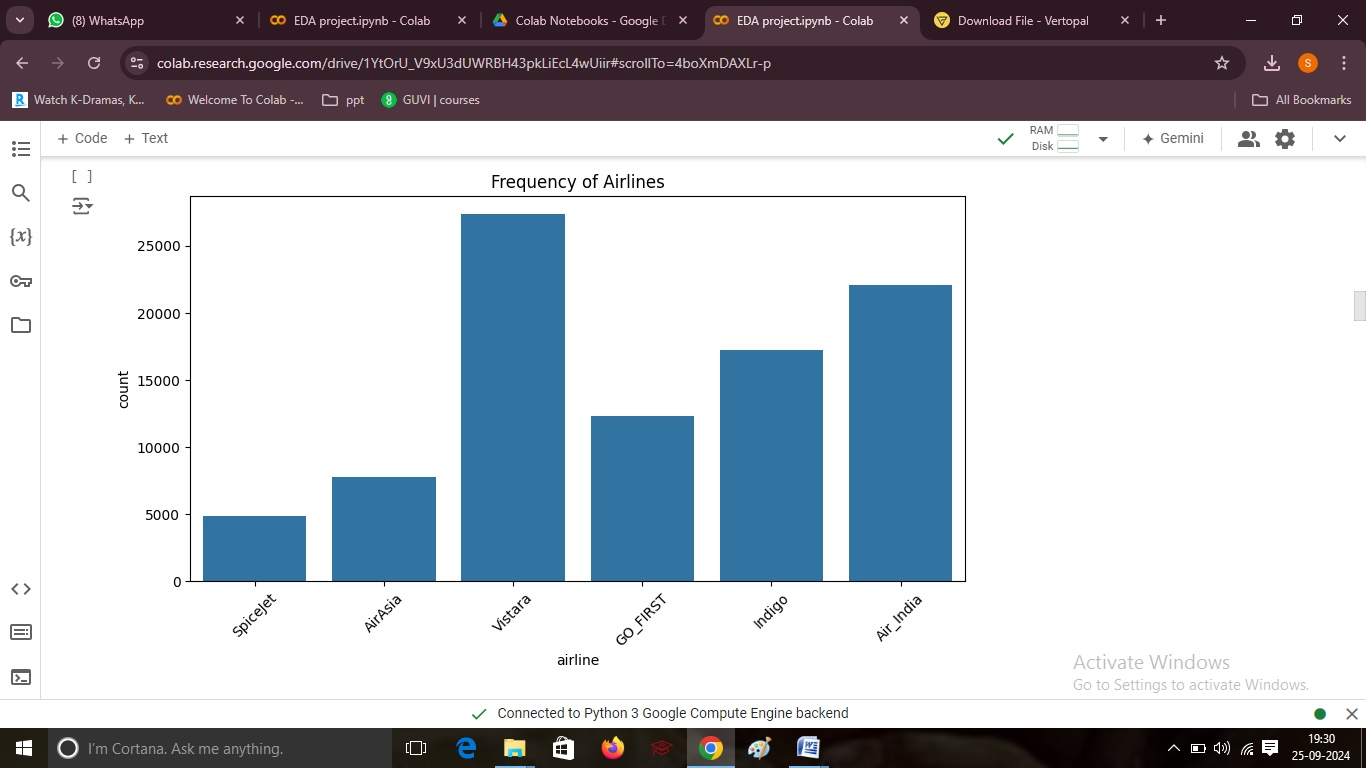 (8) WhatsApp
EDA project.ipynb - Colab
Colab Notebooks - Google D
EDA project.ipynb - Colab
Download File - Vertopal
colab.research.google.com/drive/1YtOrU_V9xU3dUWRBH43pkLiEcL4wUiir#scrollTo=4boXmDAXLr-p
S
Watch K-Dramas, K...
Welcome To Colab -...
ppt
GUVI | courses
All Bookmarks
+ Code
+ Text
RAM
Disk
Gemini
[ ]
{x}
Frequency of Airlines
25000
20000
15000
10000
5000
0
count
SpiceJet
AirAsia
Vistara
GO_FIRST
Indigo
Air_India
airline
Activate Windows
Go to Settings to activate Windows.
Connected to Python 3 Google Compute Engine backend
I'm Cortana. Ask me anything.
19:30
25-09-2024